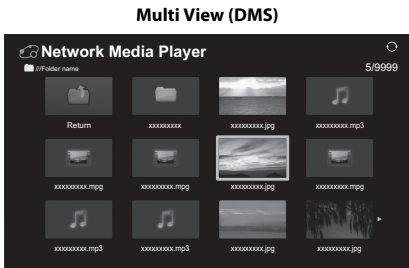 Multi View (DMS)
Network Media Player
///Folder name
5/9999
Return
xxxxxxxxx
xxxxxxxxx.jpg
xxxxxxxxx.mp3
xxxxxxxxx.mpg
xxxxxxxxx.mpg
xxxxxxxxx.jpg
xxxxxxxxx.mpg
xxxxxxxxx.mp3
xxxxxxxxx.mp3
xxxxxxxxx.jpg
xxxxxxxxx.jpg